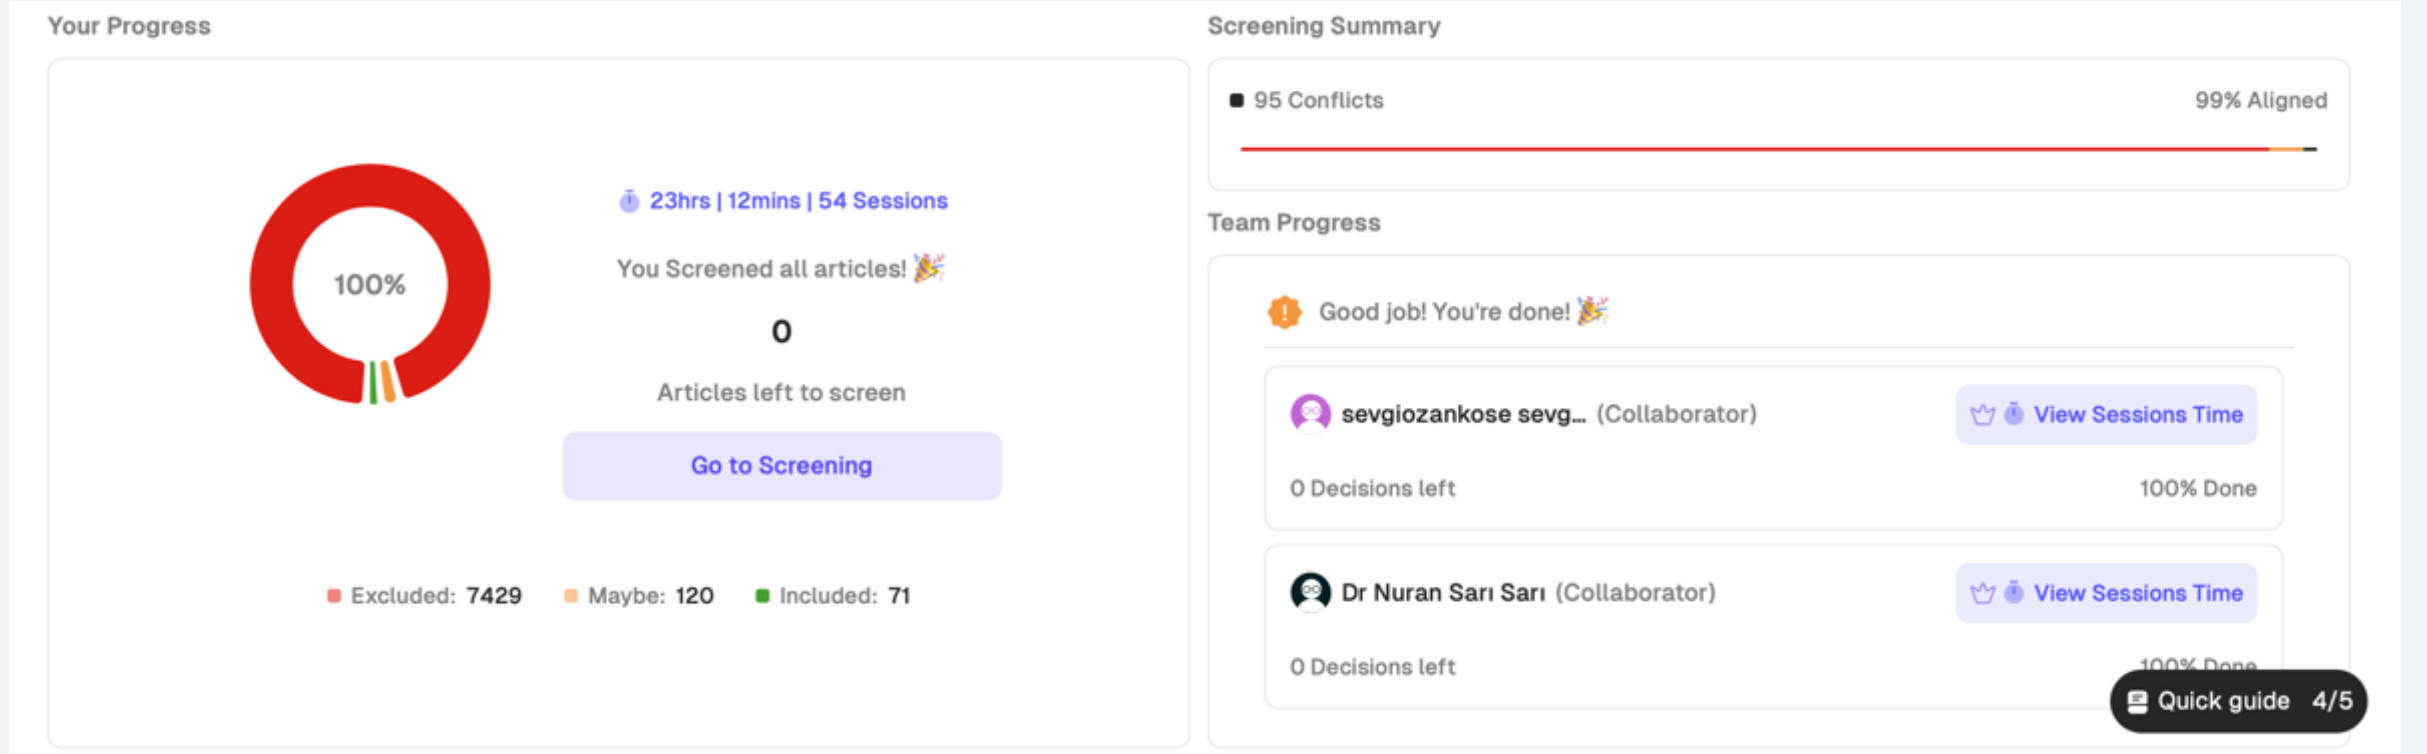 Your Progress
100%
23hrs | 12mins | 54 Sessions
You Screened all articles! 🎉
0
Articles left to screen
Go to Screening
Excluded: 7429
Maybe: 120
Included: 71
Screening Summary
95 Conflicts
99% Aligned
Team Progress
Good job! You're done! 🎉
sevgiozankose sevg... (Collaborator)
View Sessions Time
0 Decisions left
100% Done
Dr Nuran Sarı Sarı (Collaborator)
View Sessions Time
0 Decisions left
100% Done
Quick guide 4/5